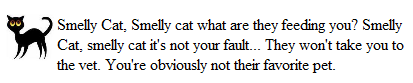 Smelly Cat, Smelly cat what are they feeding you? Smelly
Cat, smelly cat it's not your fault... They won't take you to
the vet. You're obviously not their favorite pet.